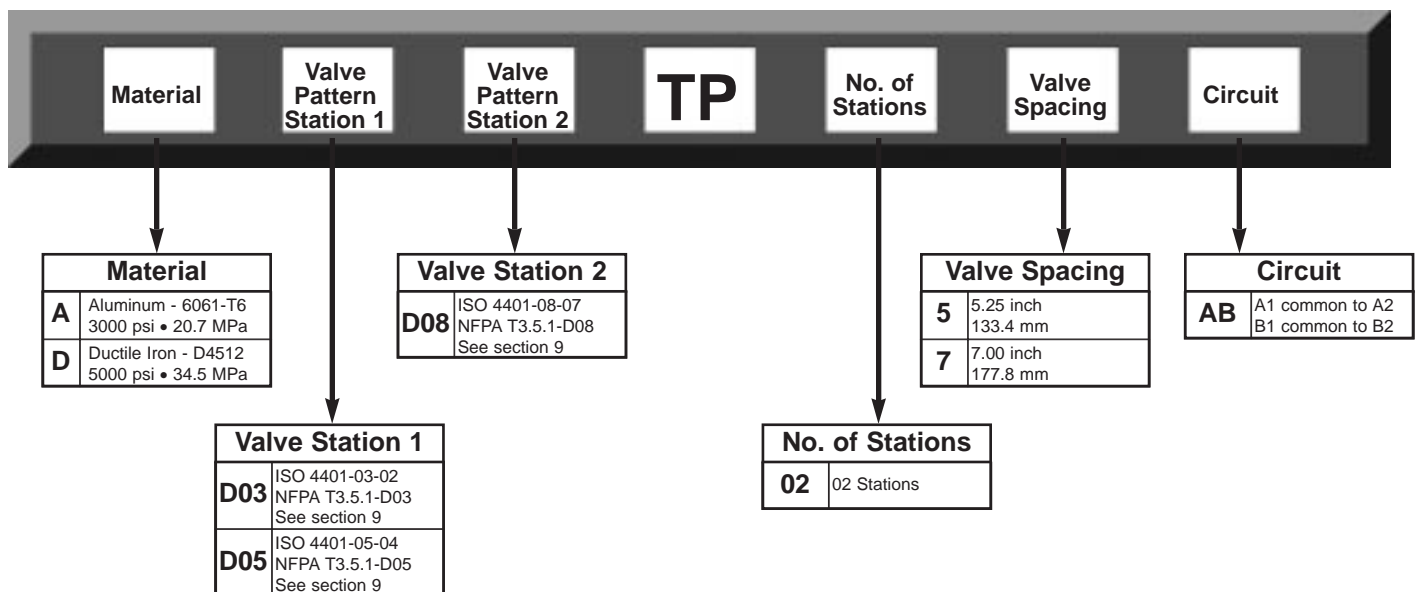 Material
Valve
Pattern
Station 1
Valve
Pattern
Station 2
TP
No. of
Stations
Valve
Spacing
Circuit
Material
A
Aluminum - 6061-T6
3000 psi • 20.7 MPa
D
Ductile Iron - D4512
5000 psi • 34.5 MPa
Valve Station 1
D03
ISO 4401-03-02
NFPA T3.5.1-D03
See section 9
D05
ISO 4401-05-04
NFPA T3.5.1-D05
See section 9
Valve Station 2
D08
ISO 4401-08-07
NFPA T3.5.1-D08
See section 9
No. of Stations
02
02 Stations
Valve Spacing
5
5.25 inch
133.4 mm
7
7.00 inch
177.8 mm
Circuit
AB
A1 common to A2
B1 common to B2